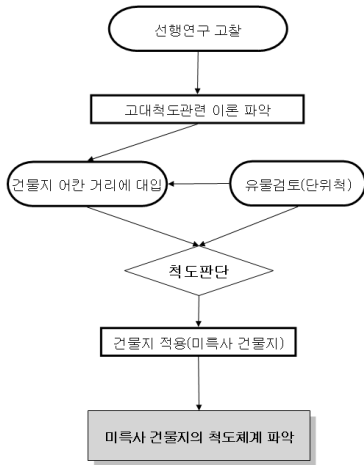 선행연구 고찰
고대척도관련 이론 파악
건물지 어칸 거리에 대입
유물검토(단위척)
척도판단
건물지 적용(미륵사 건물지)
미륵사 건물지의 척도체계 파악